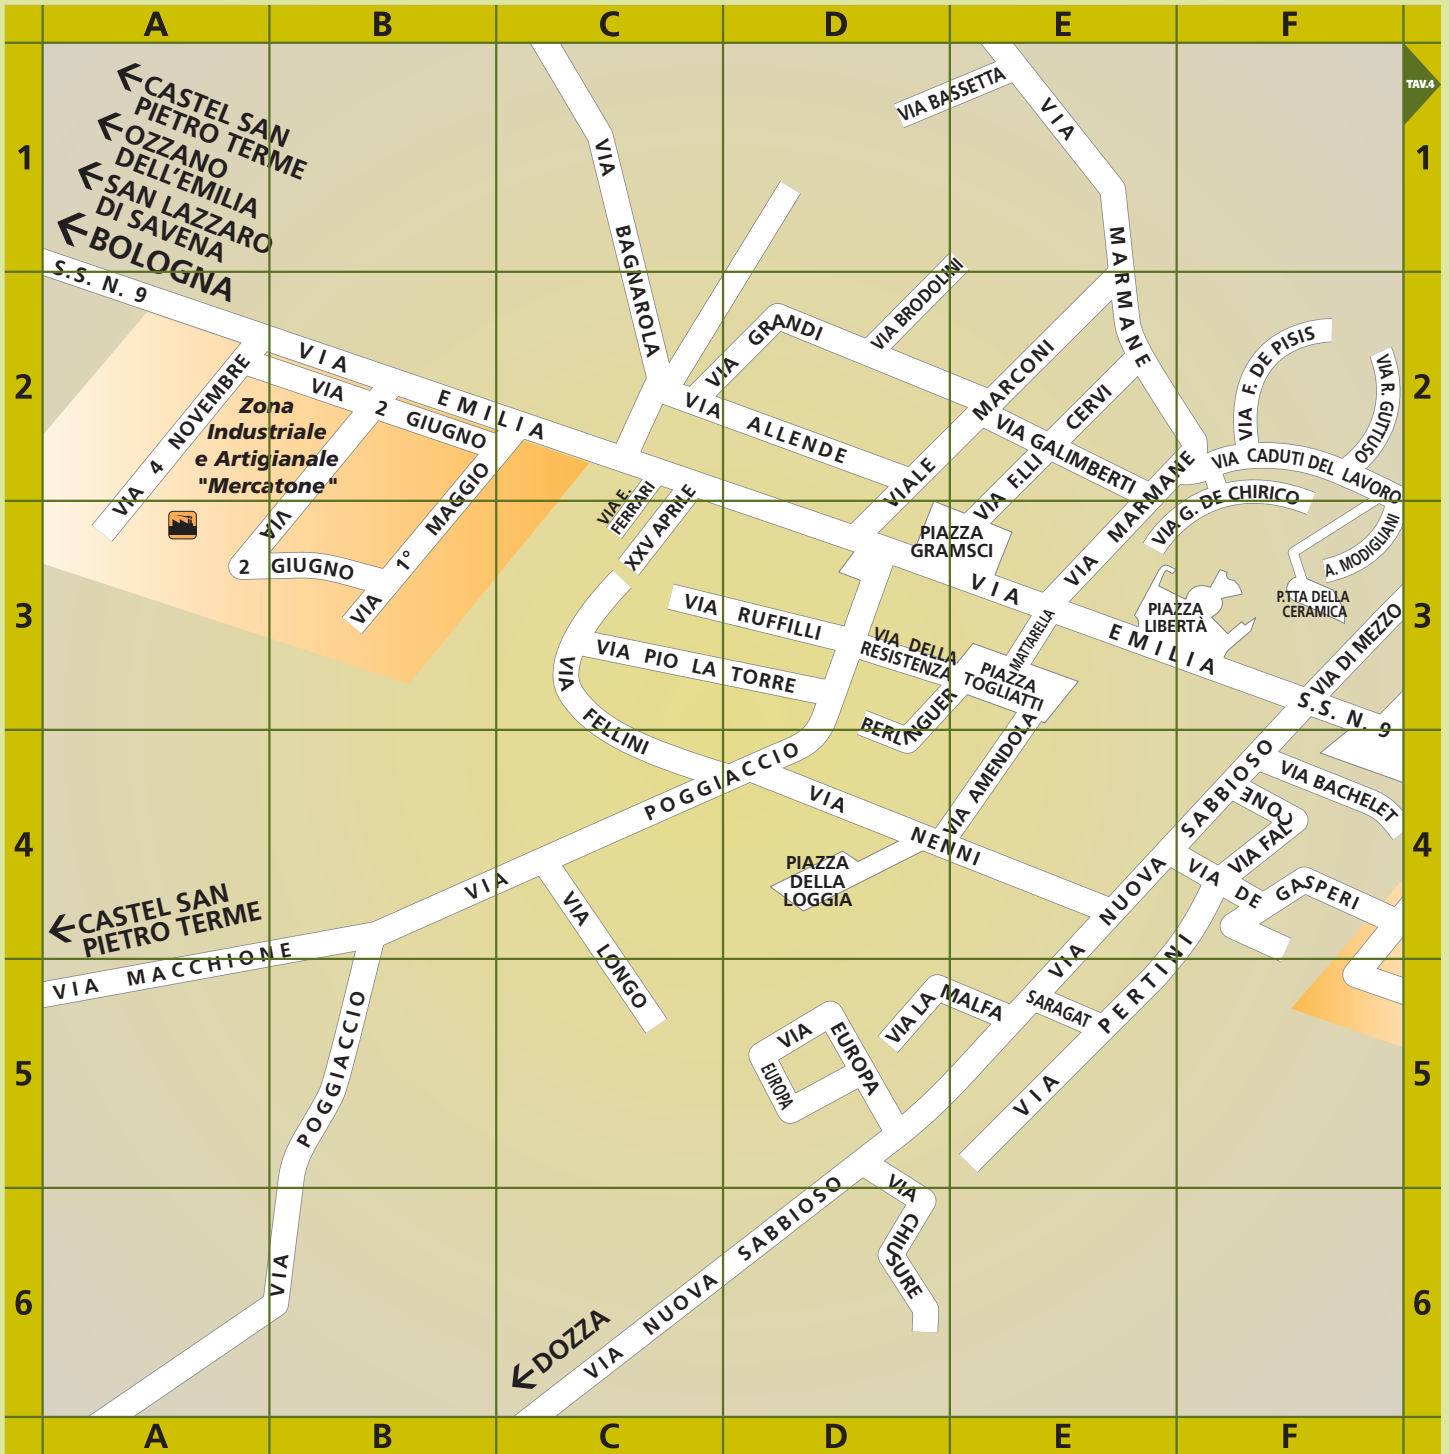 A B C D E F
TAV.4
1
1
CASTEL SAN
PIETRO TERME
OZZANO
DELL'EMILIA
SAN LAZZARO
DI SAVENA
BOLOGNA
VIA BASSETTA
VIA MARMANE
VIA BAGNAROLA
2
2
S.S. N. 9
VIA EMILIA
VIA 2 GIUGNO
VIA 4 NOVEMBRE
Zona
Industriale
e Artigianale
"Mercatone"
VIA GRANDI
VIA BRODOLINI
VIA ALLENDE
VIALE MARCONI
VIA F.LLI CERVI
VIA GALIMBERTI
VIA MARMANE
VIA F. DE PISIS
VIA R. GUTTUSO
VIA CADUTI DEL LAVORO
VIA G. DE CHIRICO
3
3
VIA 2 GIUGNO
VIA 1° MAGGIO
VIA E.
FERRARI
XXV APRILE
PIAZZA
GRAMSCI
VIA EMILIA
A. MODIGLIANI
P.TTA DELLA
CERAMICA
PIAZZA
LIBERTÀ
VIA RUFFILLI
VIA DELLA
RESISTENZA
MATTARELLA
PIAZZA
TOGLIATTI
VIA PIO LA TORRE
VIA FELLINI
BERLINGUER
VIA AMENDOLA
VIA DI MEZZO
S.S. N. 9
4
4
VIA POGGIACCIO
VIA NENNI
PIAZZA
DELLA
LOGGIA
VIA NUOVA SABBIOSO
VIA BACHELET
VIA FALCONE
VIA DE GASPERI
CASTEL SAN
PIETRO TERME
VIA MACCHIONE
VIA LONGO
5
5
VIA POGGIACCIO
VIA EUROPA
EUROPA
VIA LA MALFA
SARAGAT
VIA PERTINI
6
6
VIA CHIUSURE
VIA NUOVA SABBIOSO
DOZZA
A B C D E F